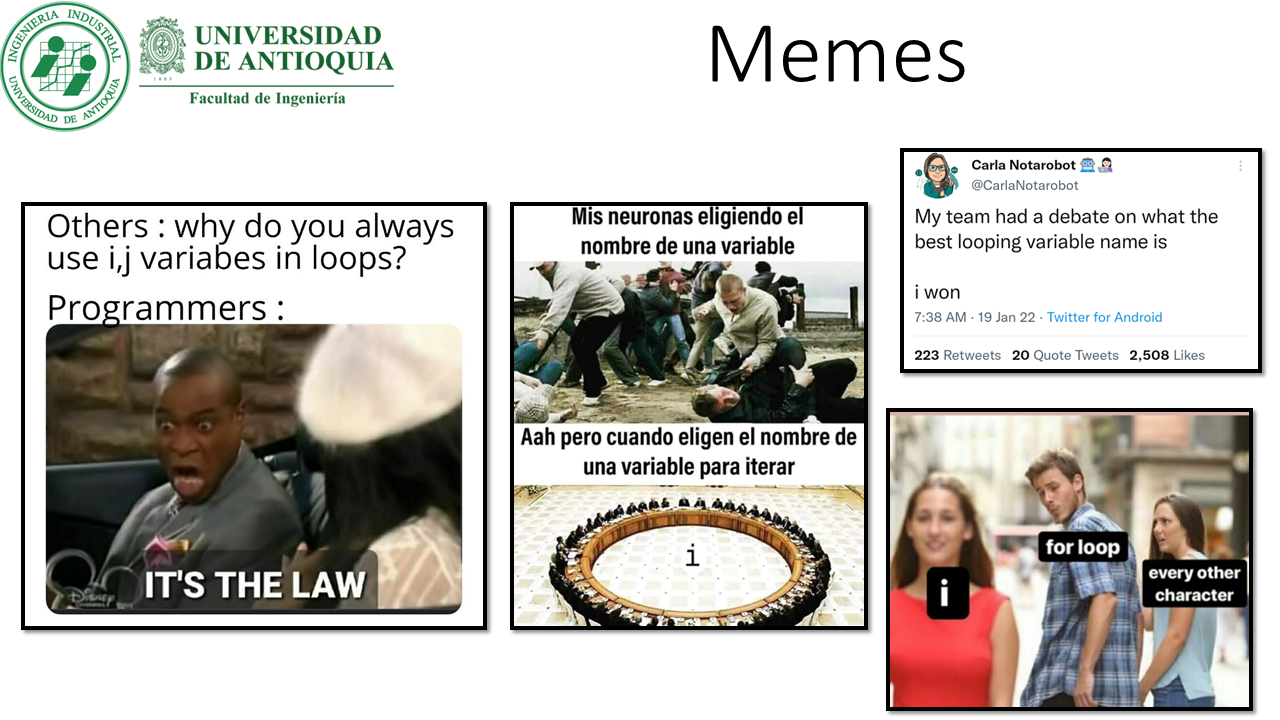 INGENIERIA INDUSTRIAL
UNIVERSIDAD DE ANTIOQUIA
UNIVERSIDAD
DE ANTIOQUIA
1803
Facultad de Ingeniería
Memes
Others : why do you always
use i,j variabes in loops?
Programmers :
Disney
IT'S THE LAW
Mis neuronas eligiendo el
nombre de una variable
Aah pero cuando eligen el nombre de
una variable para iterar
i
Carla Notarobot
@CarlaNotarobot
My team had a debate on what the
best looping variable name is
i won
7:38 AM · 19 Jan 22 · Twitter for Android
223 Retweets 20 Quote Tweets 2,508 Likes
i
for loop
every other
character